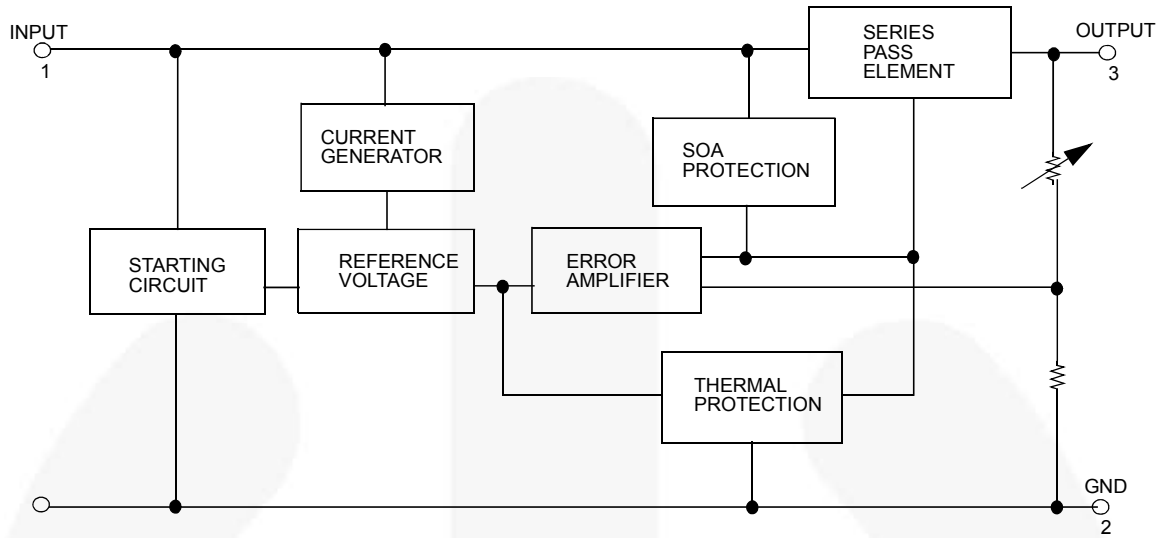 INPUT
1
SERIES
PASS
ELEMENT
OUTPUT
3
CURRENT
GENERATOR
SOA
PROTECTION
STARTING
CIRCUIT
REFERENCE
VOLTAGE
ERROR
AMPLIFIER
THERMAL
PROTECTION
GND
2